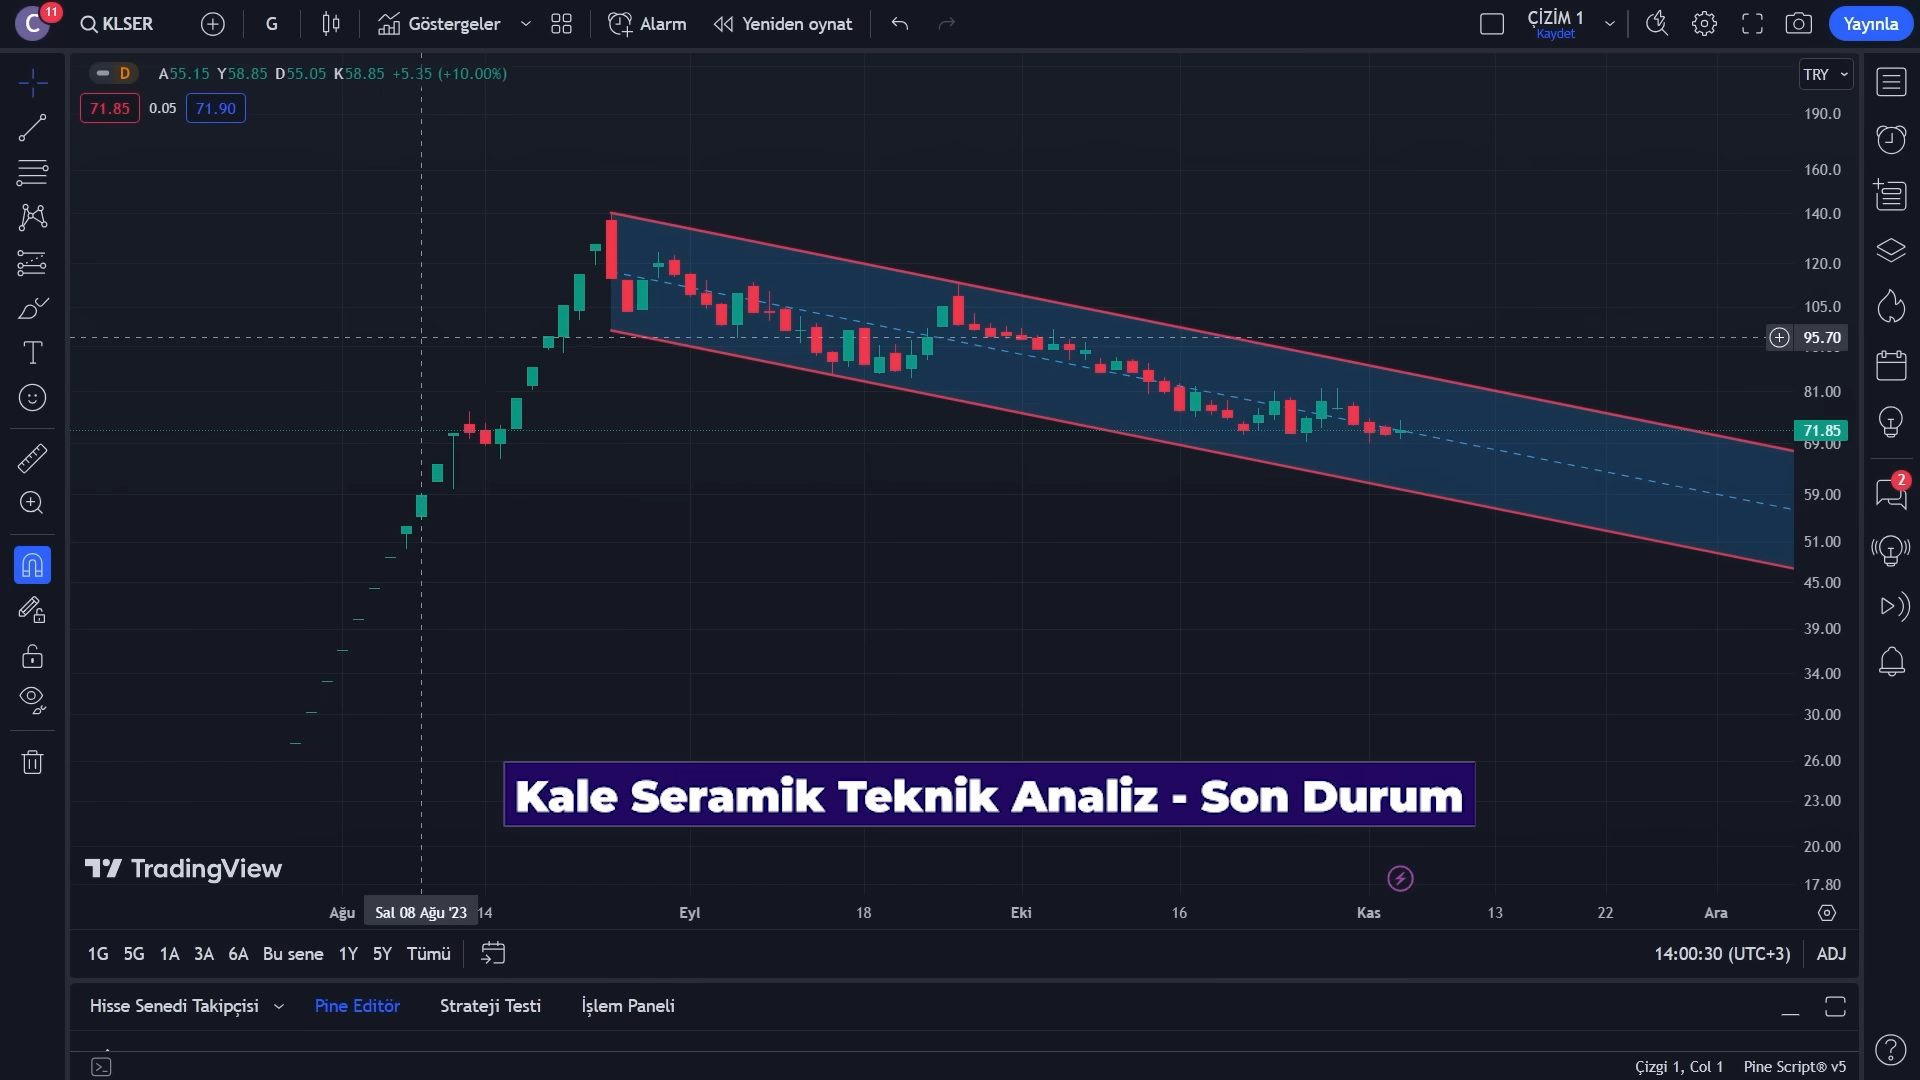 C 11 KLSER G Göstergeler Alarm Yeniden oynat ÇİZİM 1 Kaydet Yayınla
D A55.15 Y58.85 D55.05 K58.85 +5.35 (+10.00%)
TRY
71.85 0.05 71.90
190.0
160.0
140.0
120.0
105.0
95.70
81.00
71.85
69.00
59.00
51.00
45.00
39.00
34.00
30.00
26.00
23.00
20.00
17.80
2
Kale Seramik Teknik Analiz - Son Durum
TradingView
Ağu Sal 08 Ağu '23 14 Eyl 18 Eki 16 Kas 13 22 Ara
1G 5G 1A 3A 6A Bu sene 1Y 5Y Tümü 14:00:30 (UTC+3) ADJ
Hisse Senedi Takipçisi Pine Editör Strateji Testi İşlem Paneli
Çizgi 1, Col 1 Pine Script® v5